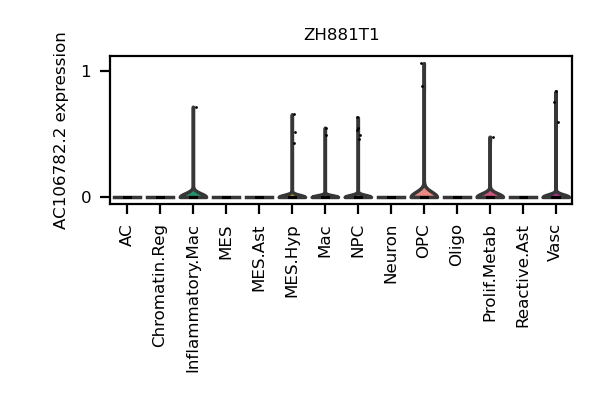 ZH881T1
AC106782.2 expression
1
0
AC
Chromatin.Reg
Inflammatory.Mac
MES
MES.Ast
MES.Hyp
Mac
NPC
Neuron
OPC
Oligo
Prolif.Metab
Reactive.Ast
Vasc